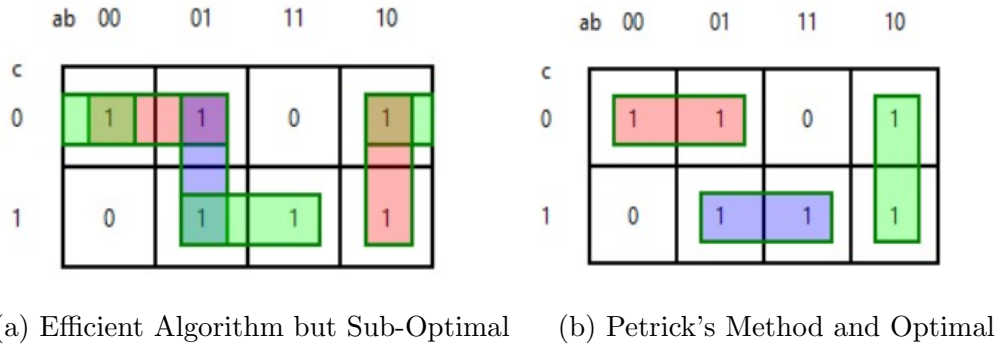 ab 00 01 11 10
c
0 1 1 0 1
1 0 1 1 1
(a) Efficient Algorithm but Sub-Optimal
ab 00 01 11 10
c
0 1 1 0 1
1 0 1 1 1
(b) Petrick's Method and Optimal